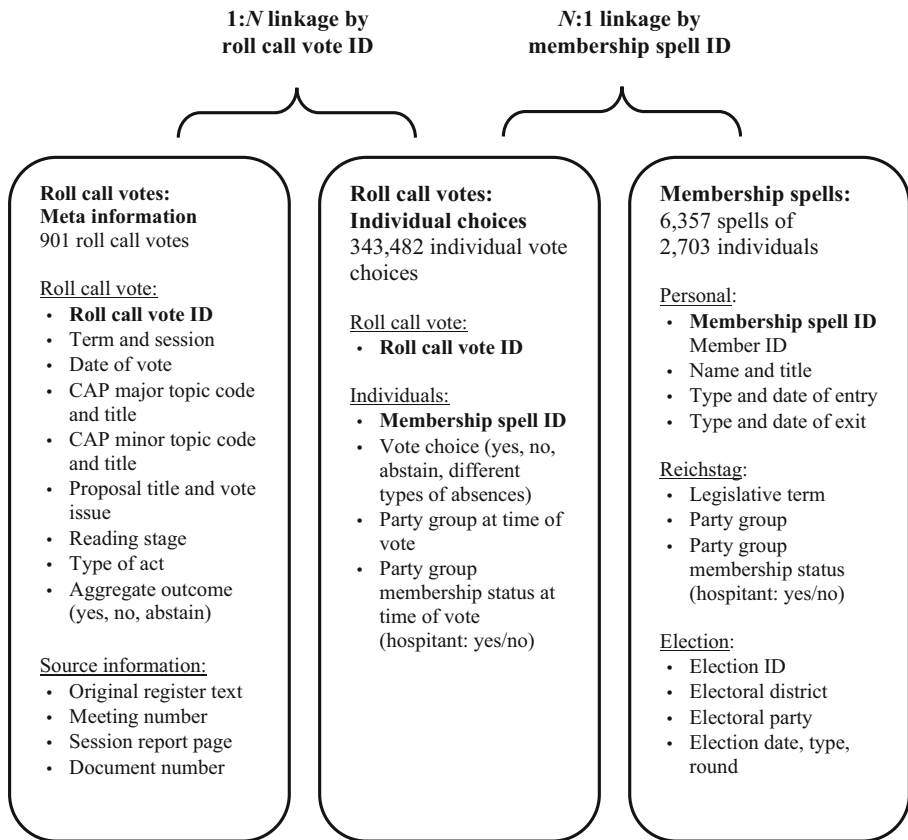 1:N linkage by
roll call vote ID
N:1 linkage by
membership spell ID
Roll call votes:
Meta information
901 roll call votes
Roll call vote:
• Roll call vote ID
• Term and session
• Date of vote
• CAP major topic code
and title
• CAP minor topic code
and title
• Proposal title and vote
issue
• Reading stage
• Type of act
• Aggregate outcome
(yes, no, abstain)
Source information:
• Original register text
• Meeting number
• Session report page
• Document number
Roll call votes:
Individual choices
343,482 individual vote
choices
Roll call vote:
• Roll call vote ID
Individuals:
• Membership spell ID
• Vote choice (yes, no,
abstain, different
types of absences)
• Party group at time of
vote
• Party group
membership status at
time of vote
(hospitant: yes/no)
Membership spells:
6,357 spells of
2,703 individuals
Personal:
• Membership spell ID
Member ID
• Name and title
• Type and date of entry
• Type and date of exit
Reichstag:
• Legislative term
• Party group
• Party group
membership status
(hospitant: yes/no)
Election:
• Election ID
• Electoral district
• Electoral party
• Election date, type,
round